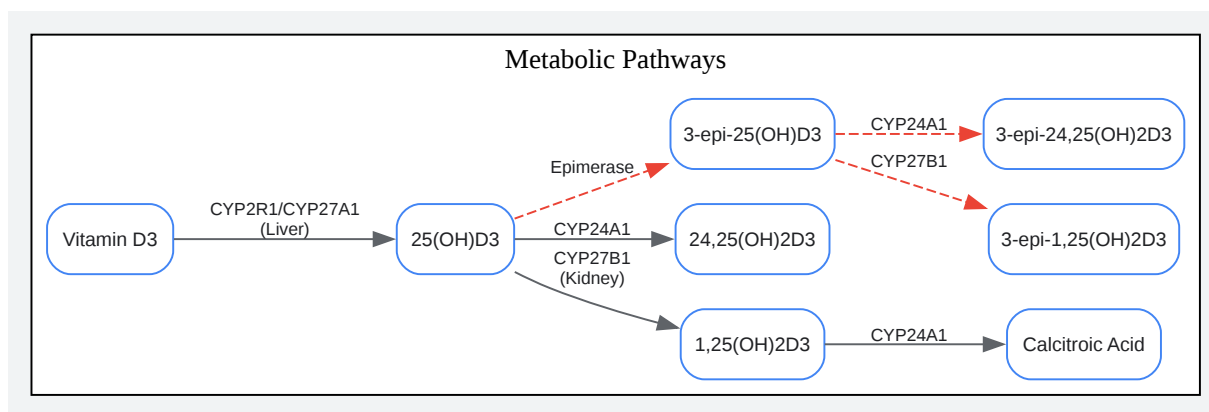 Metabolic Pathways
3-epi-25(OH)D3
CYP24A1
3-epi-24,25(OH)2D3
Epimerase
CYP27B1
CYP2R1/CYP27A1
(Liver)
Vitamin D3
25(OH)D3
CYP24A1
24,25(OH)2D3
3-epi-1,25(OH)2D3
CYP27B1
(Kidney)
1,25(OH)2D3
CYP24A1
Calcitroic Acid